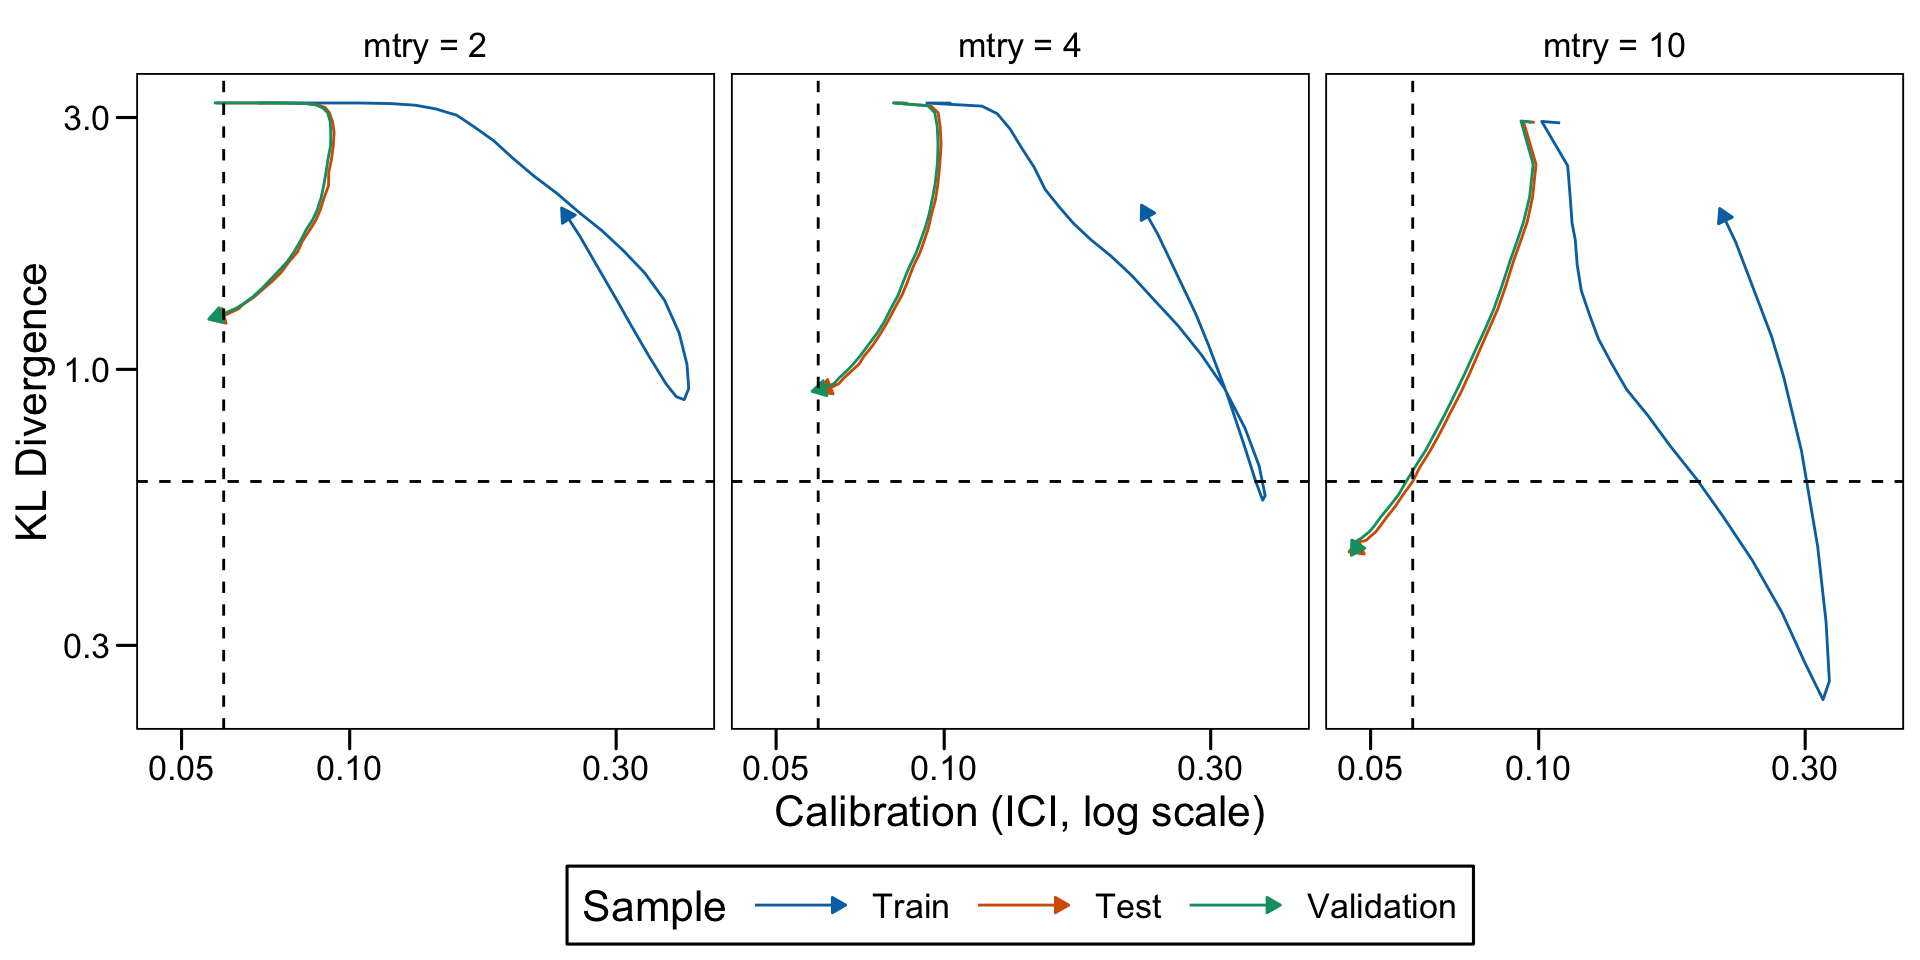 mtry = 2
mtry = 4
mtry = 10
KL Divergence
3.0
1.0
0.3
0.05 0.10 0.30
0.05 0.10 0.30
0.05 0.10 0.30
Calibration (ICI, log scale)
Sample Train Test Validation